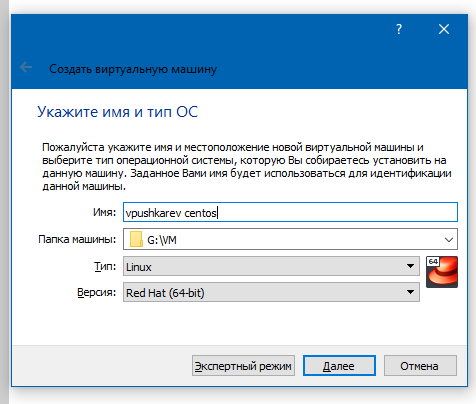 ?
Создать виртуальную машину
Укажите имя и тип ОС
Пожалуйста укажите имя и местоположение новой виртуальной машины и
выберите тип операционной системы, которую Вы собираетесь установить на
данную машину. Заданное Вами имя будет использоваться для идентификации
данной машины.
Имя: vpushkarev centos
Папка машины: G:\VM
Тип: Linux 64
Версия: Red Hat (64-bit)
Экспертный режим Далее Отмена